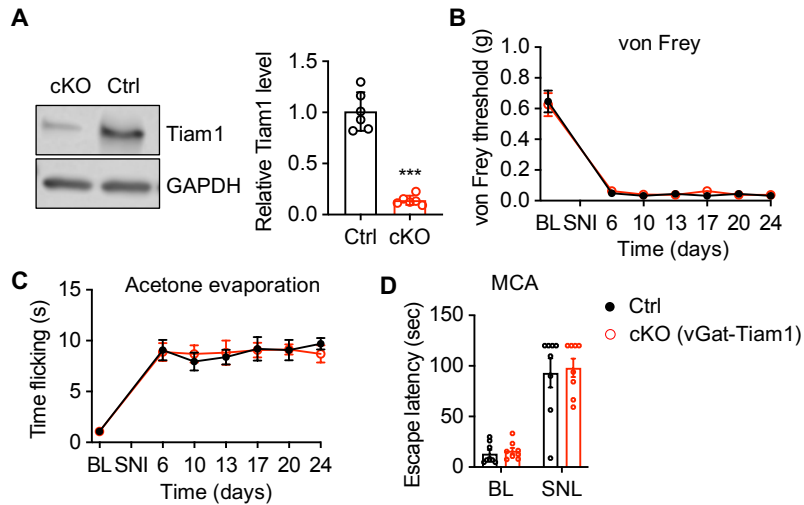 A
cKO Ctrl
Tiam1
GAPDH
Relative Tiam1 level
1.5
1.0
0.5
0.0
***
Ctrl cKO
B
von Frey
von Frey threshold (g)
1.0
0.8
0.6
0.4
0.2
0.0
BL SNI 6 10 13 17 20 24
Time (days)
C
Acetone evaporation
Time flicking (s)
15
10
5
0
BL SNI 6 10 13 17 20 24
Time (days)
D
MCA
Escape latency (sec)
150
100
50
0
BL SNL
Ctrl
cKO (vGat-Tiam1)